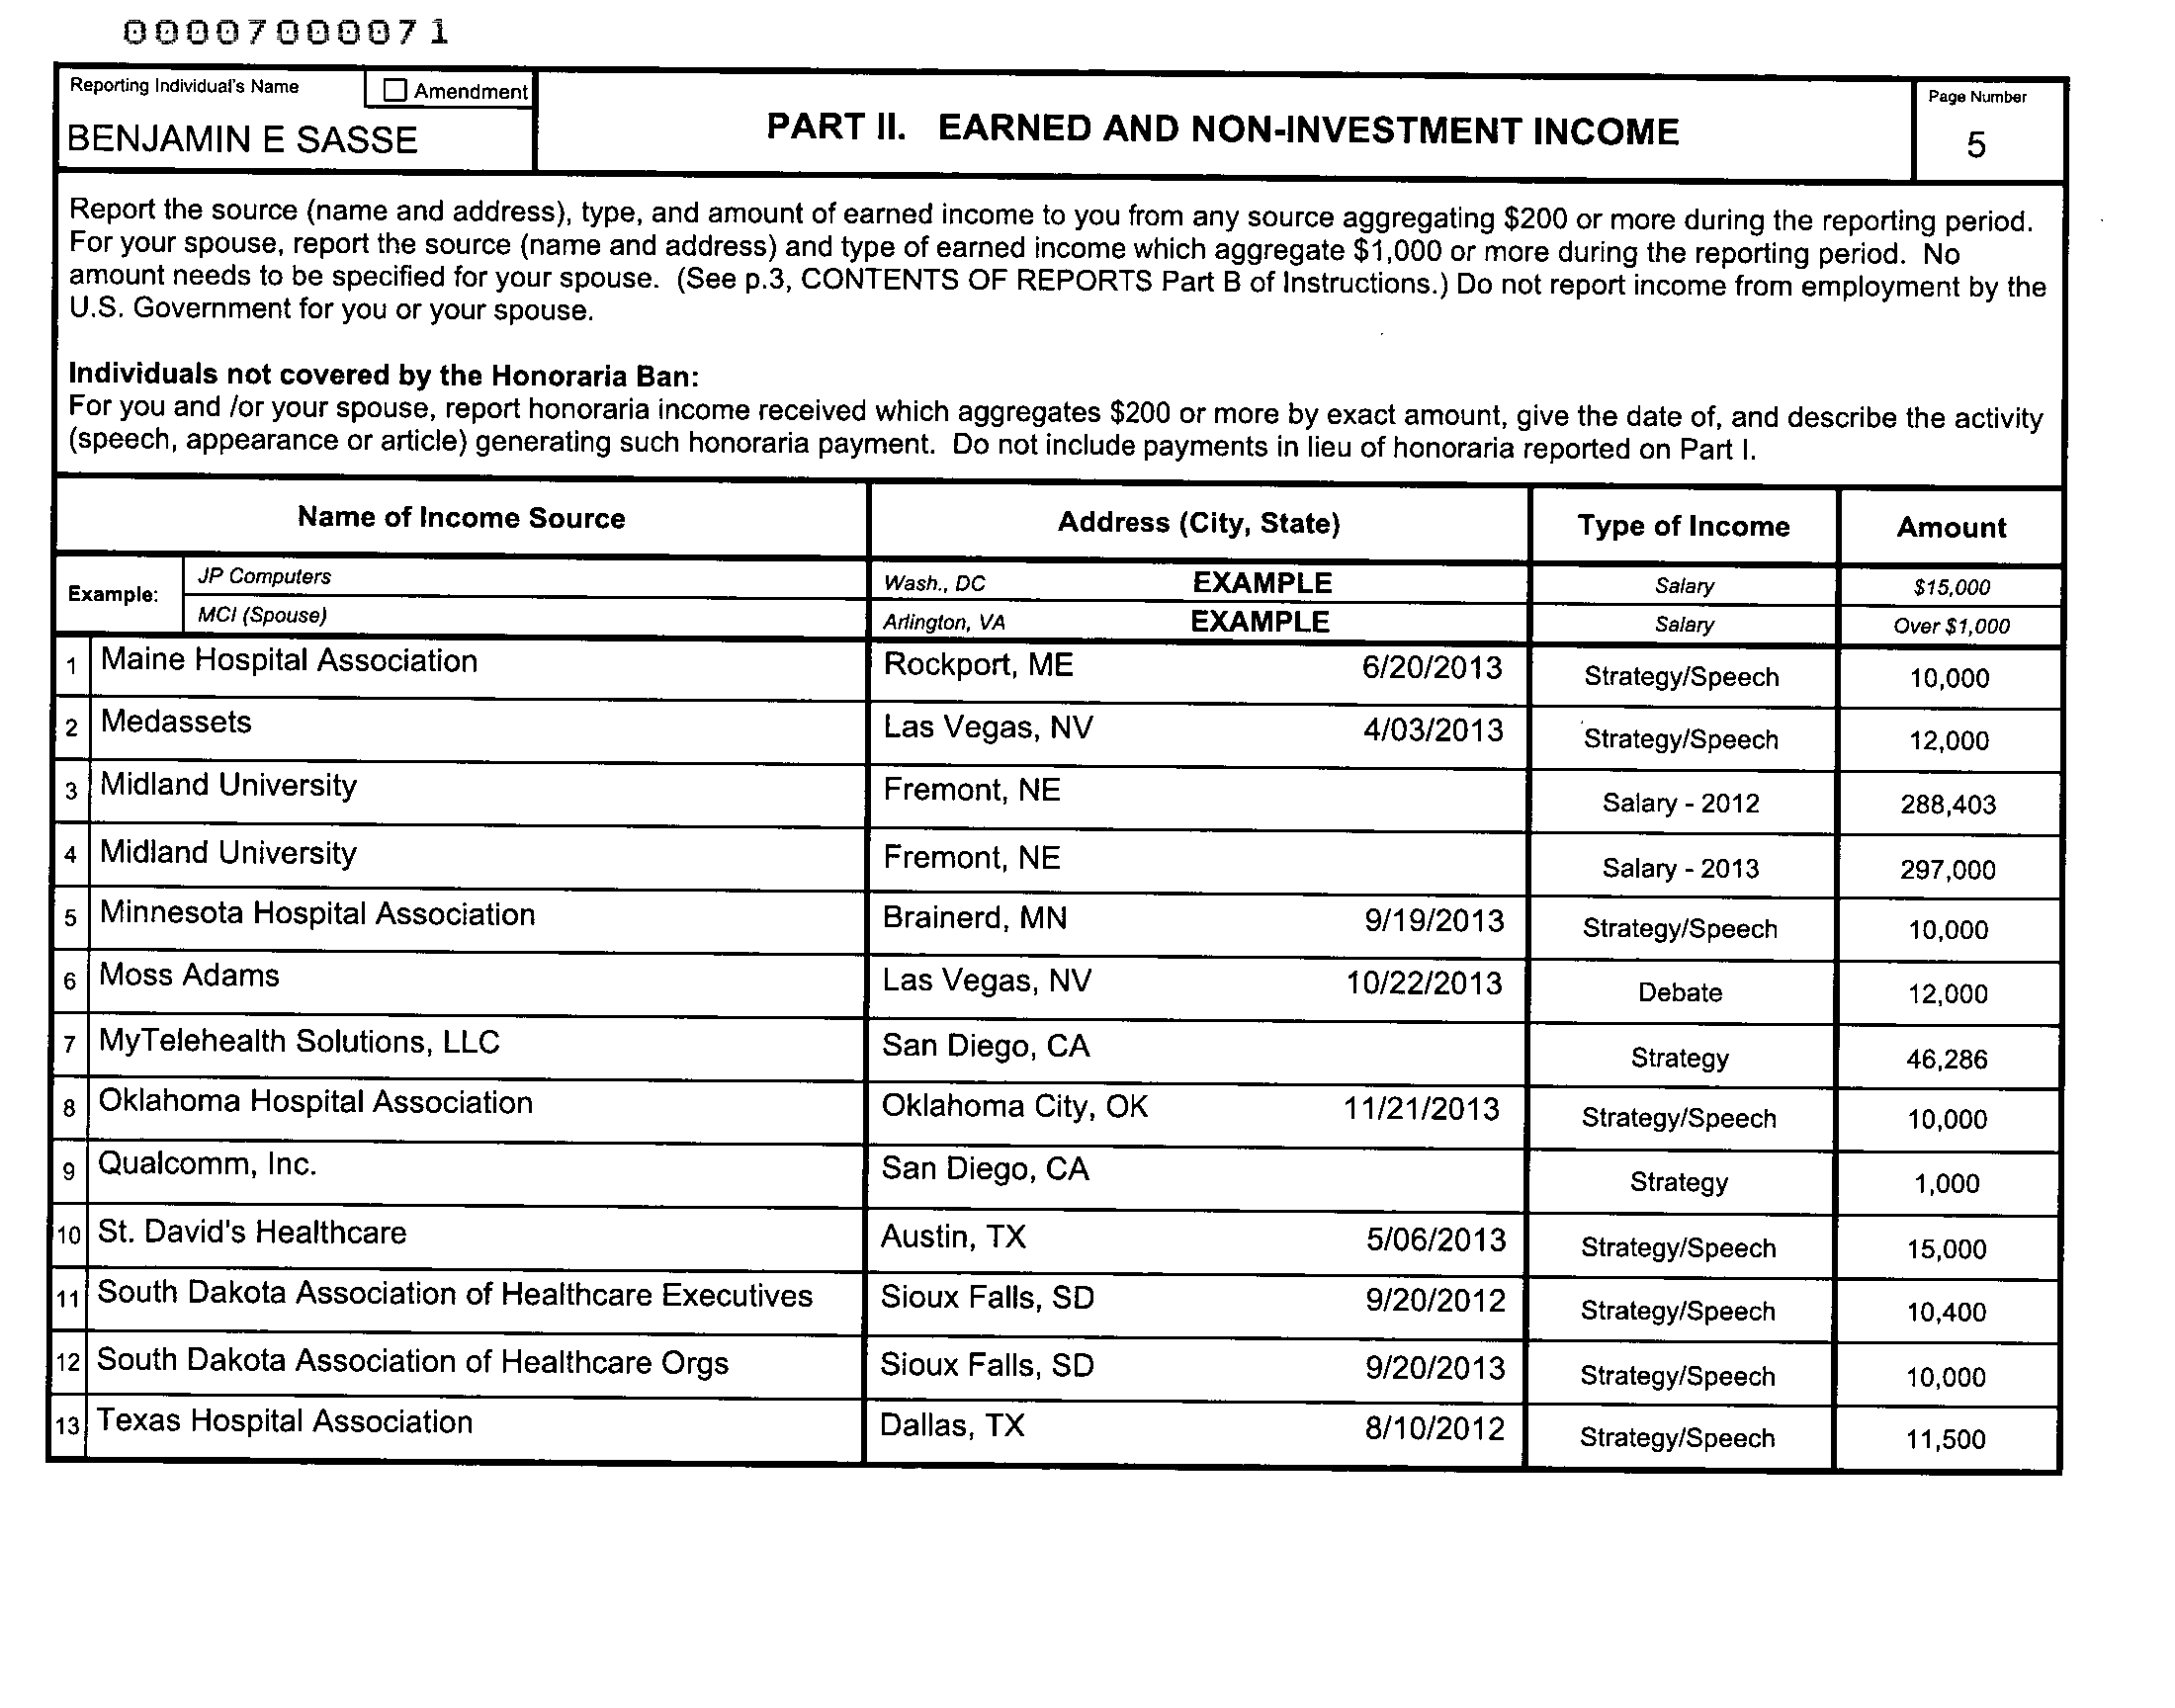 00007000071
Reporting Individual's Name
Amendment
BENJAMIN E SASSE
PART II. EARNED AND NON-INVESTMENT INCOME
Page Number
5
Report the source (name and address), type, and amount of earned income to you from any source aggregating $200 or more during the reporting period.
For your spouse, report the source (name and address) and type of earned income which aggregate $1,000 or more during the reporting period. No
amount needs to be specified for your spouse. (See p.3, CONTENTS OF REPORTS Part B of Instructions.) Do not report income from employment by the
U.S. Government for you or your spouse.
Individuals not covered by the Honoraria Ban:
For you and /or your spouse, report honoraria income received which aggregates $200 or more by exact amount, give the date of, and describe the activity
(speech, appearance or article) generating such honoraria payment. Do not include payments in lieu of honoraria reported on Part I.
Name of Income Source Address (City, State) Type of Income Amount
Example: JP Computers Wash., DC EXAMPLE Salary $15,000
MCI (Spouse) Arlington, VA EXAMPLE Salary Over $1,000
1 Maine Hospital Association Rockport, ME 6/20/2013 Strategy/Speech 10,000
2 Medassets Las Vegas, NV 4/03/2013 Strategy/Speech 12,000
3 Midland University Fremont, NE Salary - 2012 288,403
4 Midland University Fremont, NE Salary - 2013 297,000
5 Minnesota Hospital Association Brainerd, MN 9/19/2013 Strategy/Speech 10,000
6 Moss Adams Las Vegas, NV 10/22/2013 Debate 12,000
7 MyTelehealth Solutions, LLC San Diego, CA Strategy 46,286
8 Oklahoma Hospital Association Oklahoma City, OK 11/21/2013 Strategy/Speech 10,000
9 Qualcomm, Inc. San Diego, CA Strategy 1,000
10 St. David's Healthcare Austin, TX 5/06/2013 Strategy/Speech 15,000
11 South Dakota Association of Healthcare Executives Sioux Falls, SD 9/20/2012 Strategy/Speech 10,400
12 South Dakota Association of Healthcare Orgs Sioux Falls, SD 9/20/2013 Strategy/Speech 10,000
13 Texas Hospital Association Dallas, TX 8/10/2012 Strategy/Speech 11,500